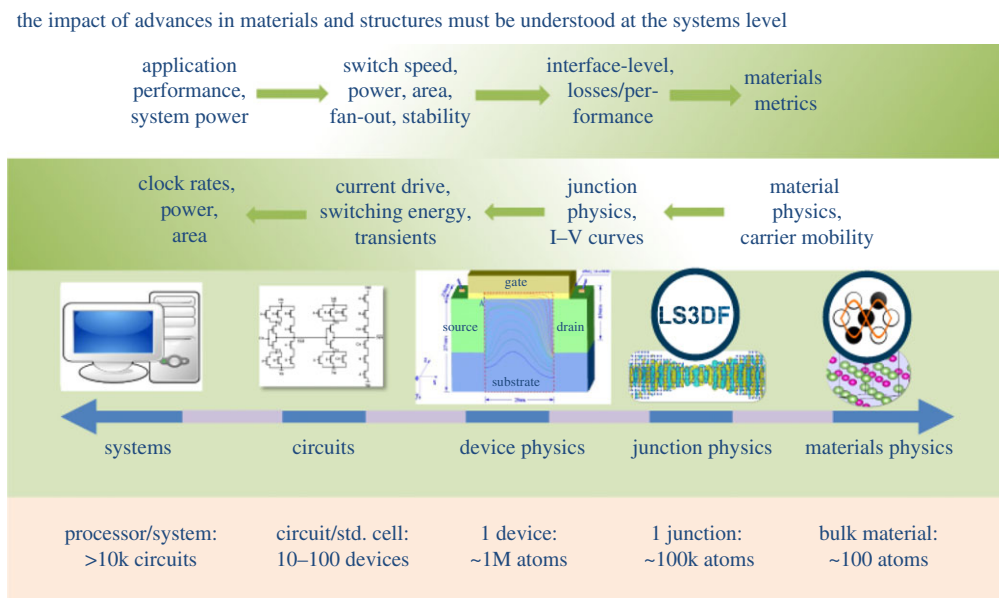 the impact of advances in materials and structures must be understood at the systems level
application
performance,
system power
switch speed,
power, area,
fan-out, stability
interface-level,
losses/per-
formance
materials
metrics
clock rates,
power,
area
current drive,
switching energy,
transients
junction
physics,
I–V curves
material
physics,
carrier mobility
gate
source
drain
substrate
LS3DF
systems
circuits
device physics
junction physics
materials physics
processor/system:
>10k circuits
circuit/std. cell:
10–100 devices
1 device:
~1M atoms
1 junction:
~100k atoms
bulk material:
~100 atoms